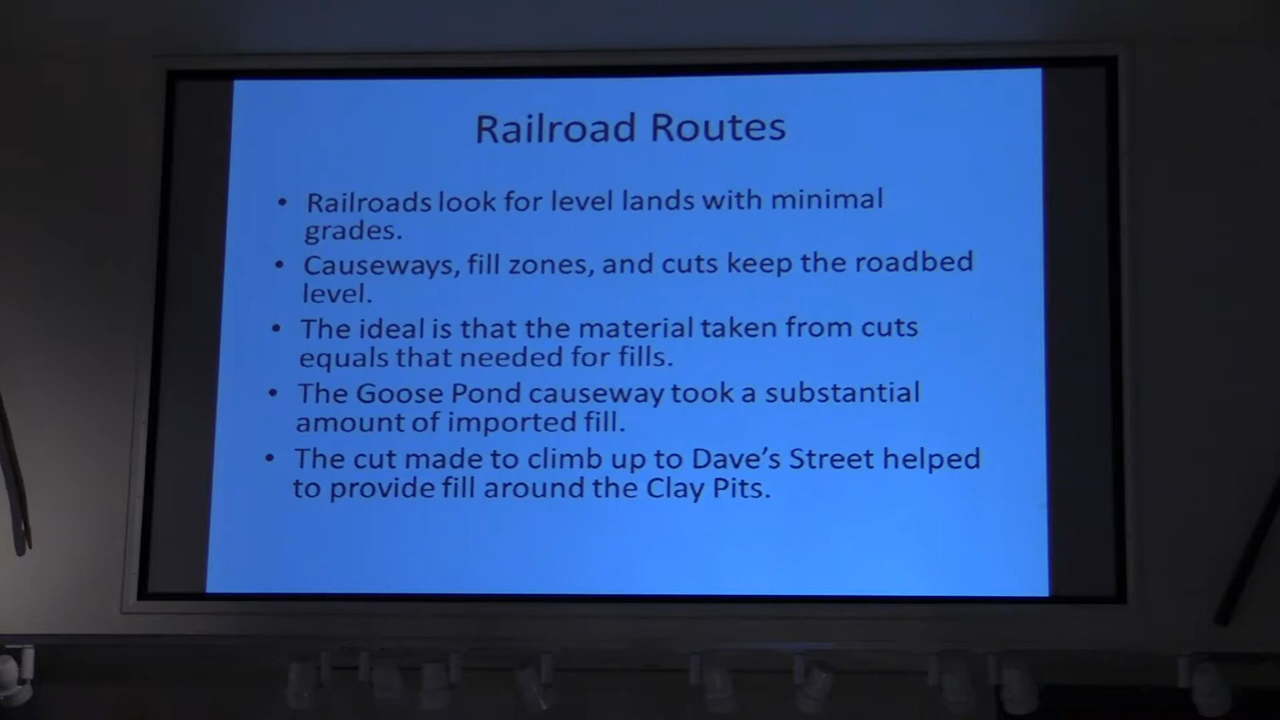 Railroad Routes
• Railroads look for level lands with minimal
grades.
• Causeways, fill zones, and cuts keep the roadbed
level.
• The ideal is that the material taken from cuts
equals that needed for fills.
• The Goose Pond causeway took a substantial
amount of imported fill.
• The cut made to climb up to Dave's Street helped
to provide fill around the Clay Pits.